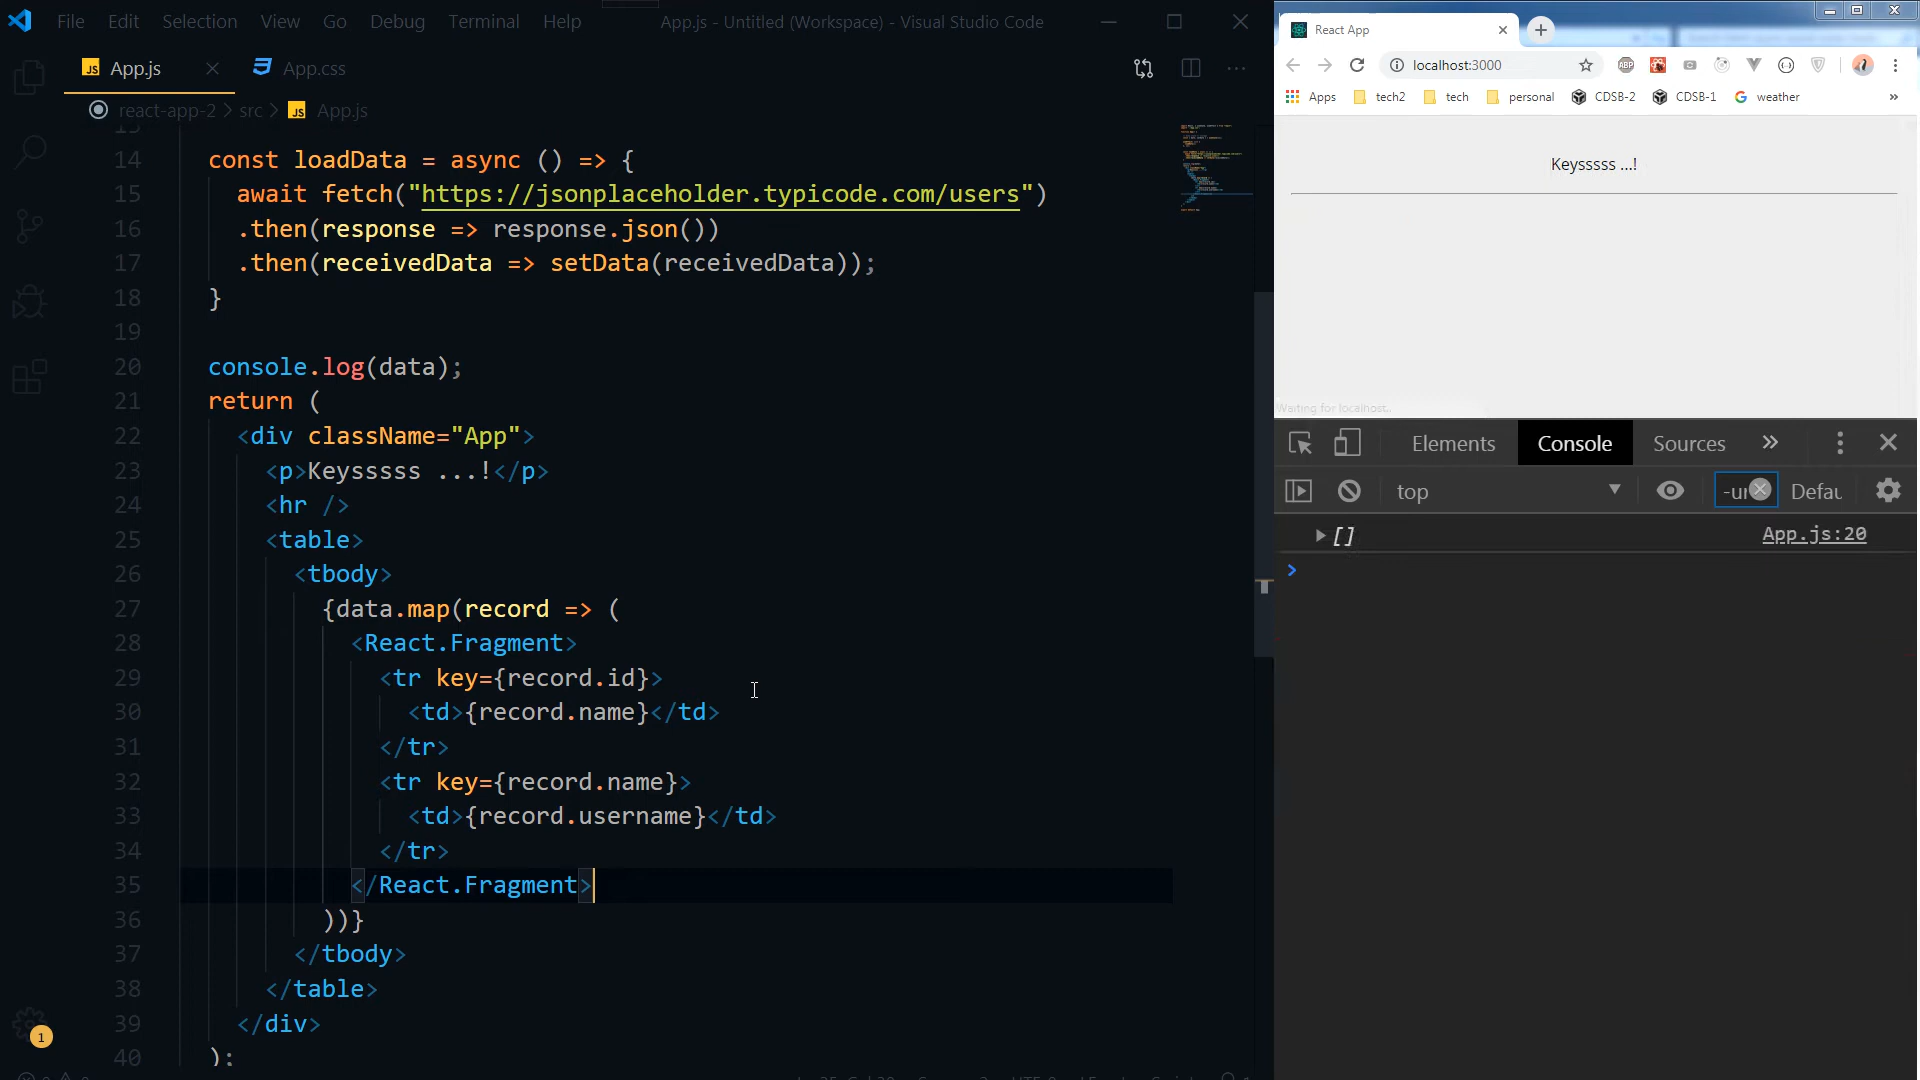 File Edit Selection View Go Debug Terminal Help App.js - Untitled (Workspace) - Visual Studio Code
App.js App.css
react-app-2 > src > App.js
14 const loadData = async () => {
15 await fetch("https://jsonplaceholder.typicode.com/users")
16 .then(response => response.json())
17 .then(receivedData => setData(receivedData));
18 }
19
20 console.log(data);
21 return (
22 <div className="App">
23 <p>Keysssss ...!</p>
24 <hr />
25 <table>
26 <tbody>
27 {data.map(record => (
28 <React.Fragment>
29 <tr key={record.id}>
30 <td>{record.name}</td>
31 </tr>
32 <tr key={record.name}>
33 <td>{record.username}</td>
34 </tr>
35 </React.Fragment>
36 ))}
37 </tbody>
38 </table>
39 </div>
40 );
1
React App
localhost:3000
ABP
Apps tech2 tech personal CDSB-2 CDSB-1 weather »
Keysssss ...!
Waiting for localhost..
Elements Console Sources »
top Defau
[] App.js:20
>